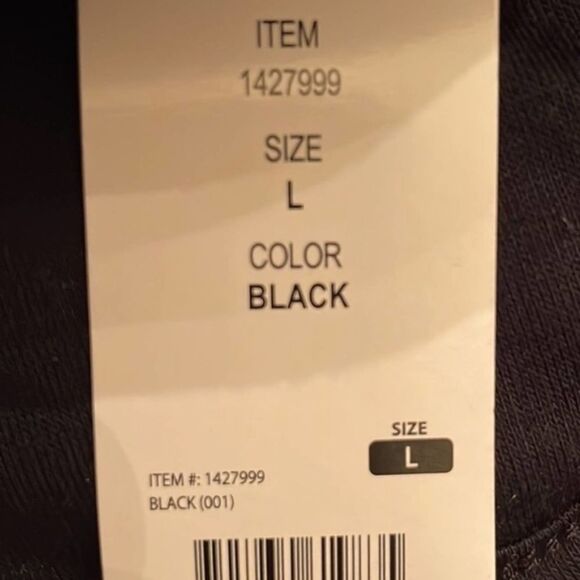 ITEM
1427999
SIZE
L
COLOR
BLACK
SIZE
L
ITEM #: 1427999
BLACK (001)